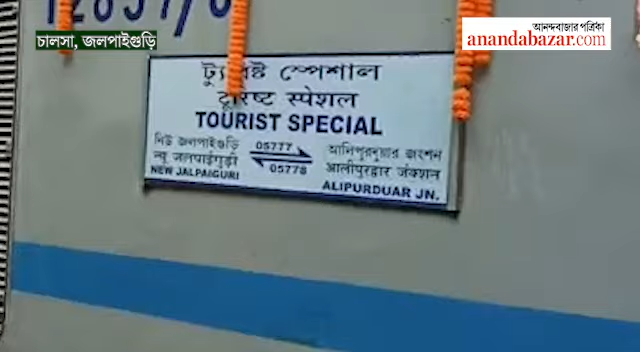 চালসা, জলপাইগুড়ি
আনন্দবাজার পত্রিকা
anandabazar.com
স্পেশাল
स्पेशल
TOURIST SPECIAL
নিউ জলপাইগুড়ি 05777 আলিপুরদুয়ার জংশন
न्यू जलपाईगुड़ी आलीपुरद्वार जंक्शन
NEW JALPAIGURI 05778 ALIPURDUAR JN.